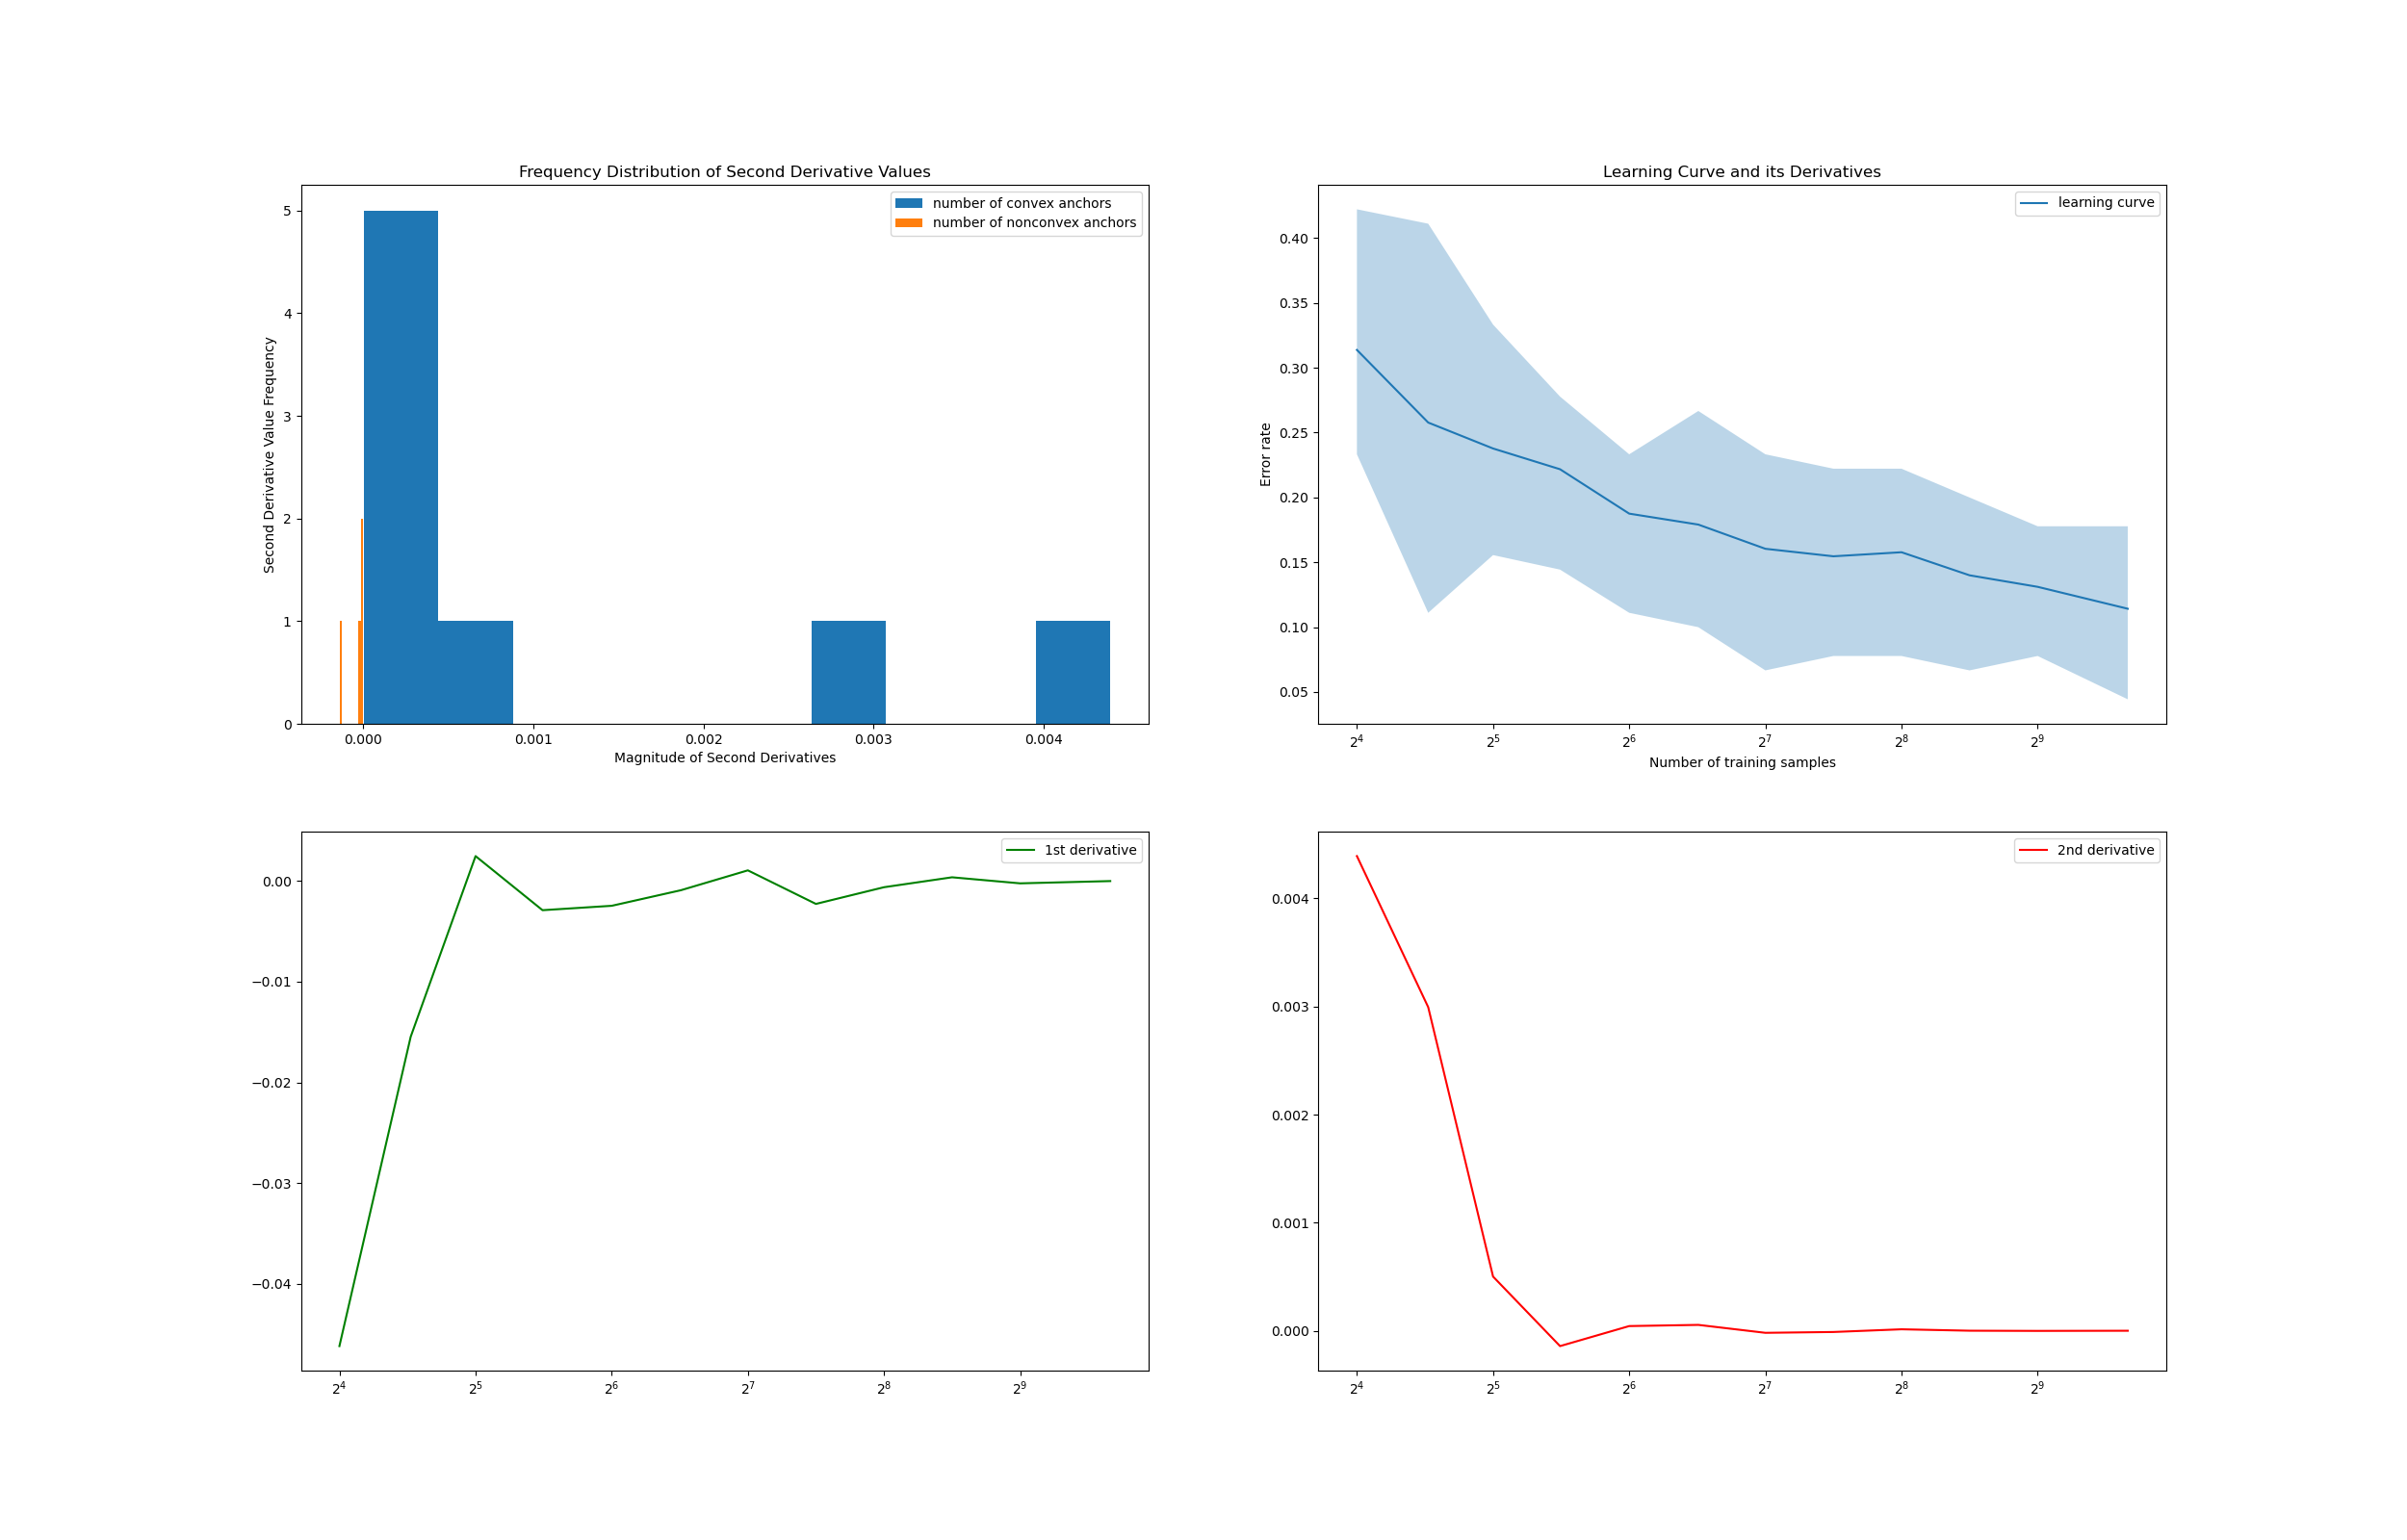 Frequency Distribution of Second Derivative Values
number of convex anchors
number of nonconvex anchors
Second Derivative Value Frequency
5
4
3
2
1
0
0.000 0.001 0.002 0.003 0.004
Magnitude of Second Derivatives
Learning Curve and its Derivatives
learning curve
Error rate
0.40
0.35
0.30
0.25
0.20
0.15
0.10
0.05
2⁴ 2⁵ 2⁶ 2⁷ 2⁸ 2⁹
Number of training samples
1st derivative
0.00
−0.01
−0.02
−0.03
−0.04
2⁴ 2⁵ 2⁶ 2⁷ 2⁸ 2⁹
2nd derivative
0.004
0.003
0.002
0.001
0.000
2⁴ 2⁵ 2⁶ 2⁷ 2⁸ 2⁹